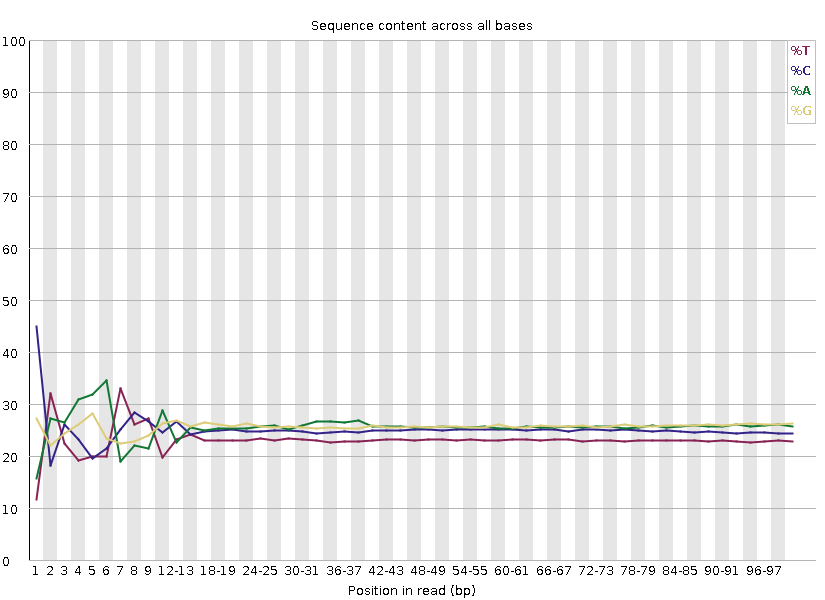 Sequence content across all bases
100
90
80
70
60
50
40
30
20
10
0
%T
%C
%A
%G
1 2 3 4 5 6 7 8 9 12-13 18-19 24-25 30-31 36-37 42-43 48-49 54-55 60-61 66-67 72-73 78-79 84-85 90-91 96-97
Position in read (bp)